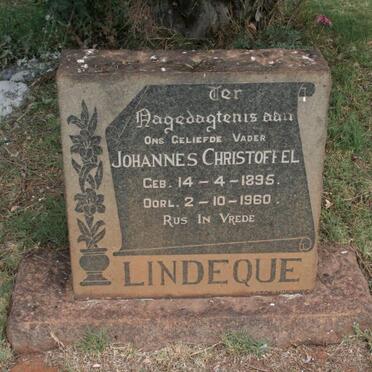 Ter
Nagedagtenis aan
Ons Geliefde Vader
Johannes Christoffel
Geb. 14-4-1895.
Oorl. 2-10-1960.
Rus In Vrede
LINDEQUE